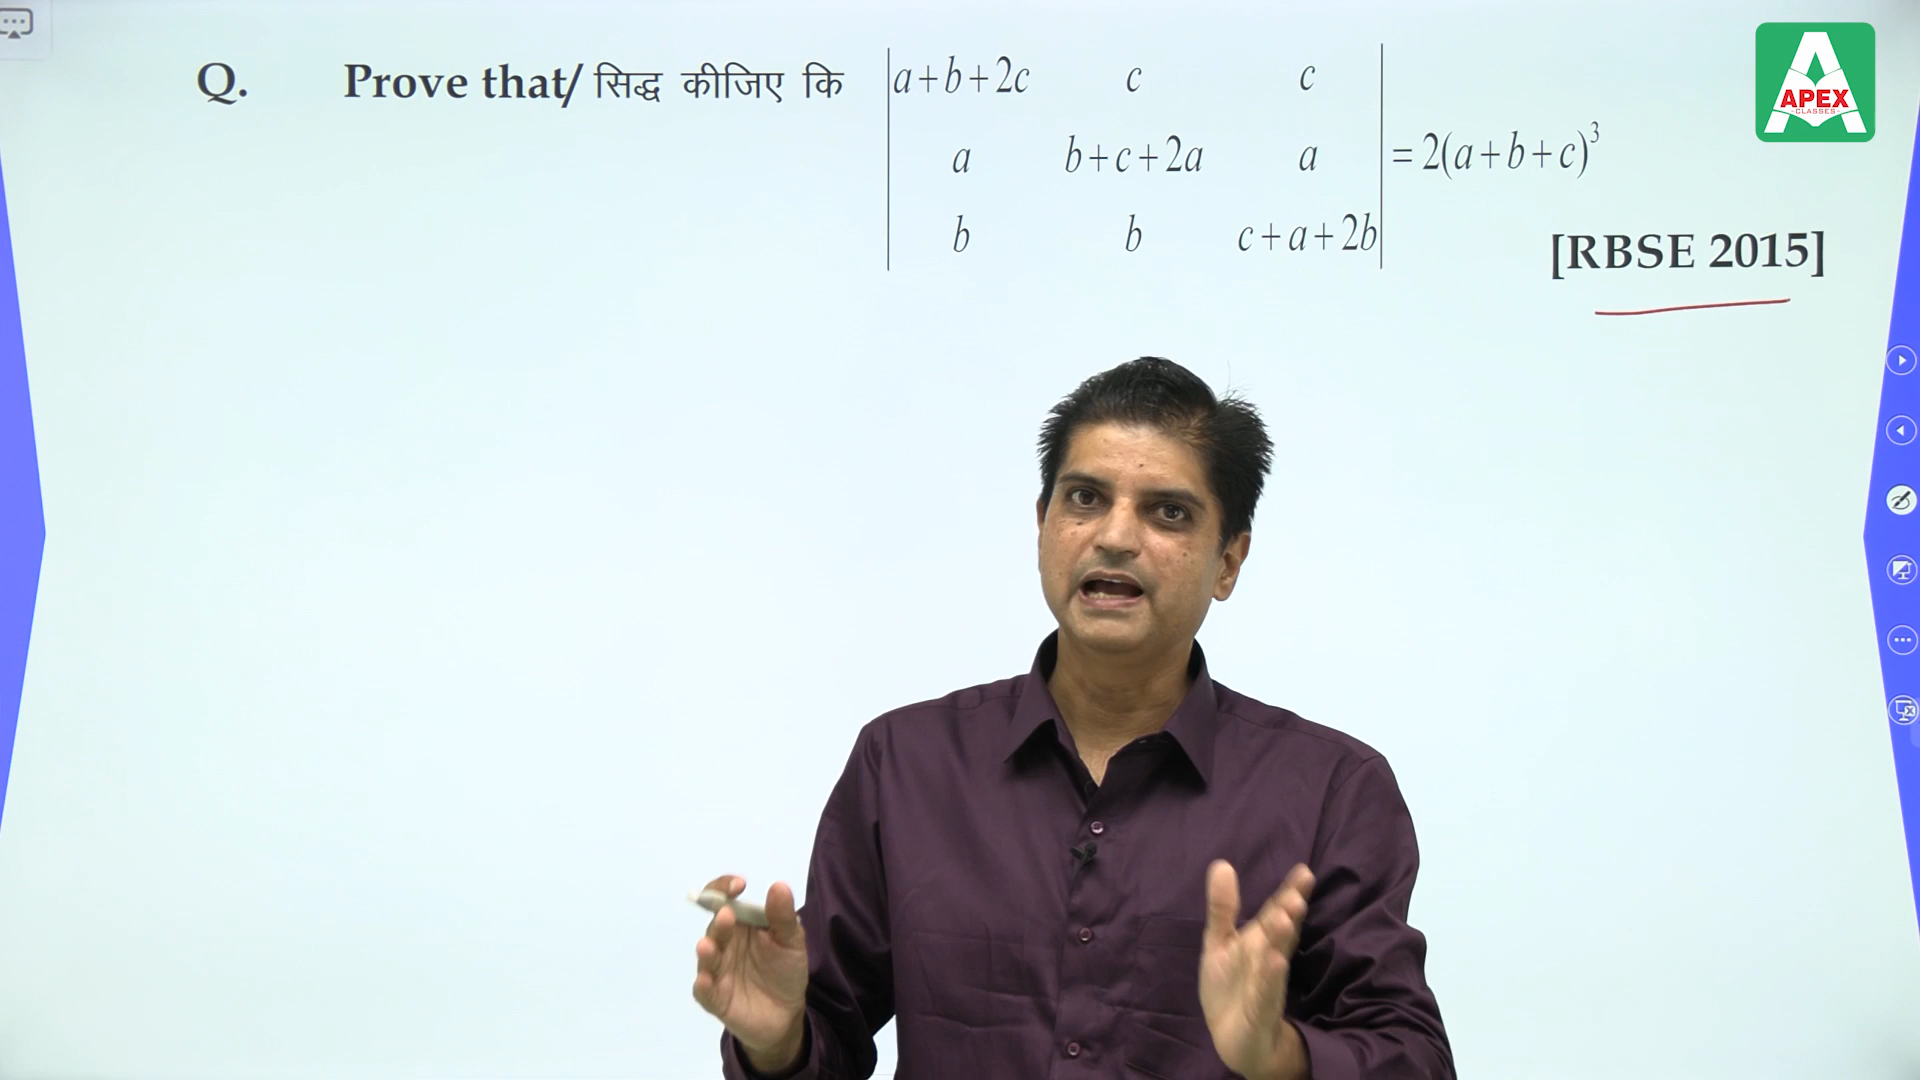 Q. Prove that/ सिद्ध कीजिए कि
a+b+2c c c
a b+c+2a a
b b c+a+2b
= 2(a+b+c)³
[RBSE 2015]
APEX
CLASSES